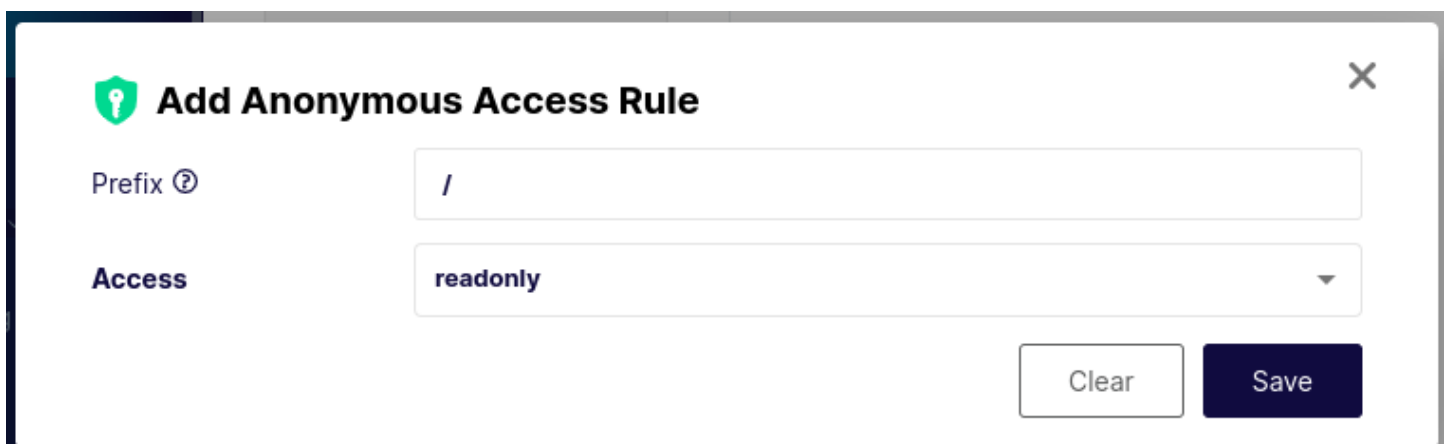 Add Anonymous Access Rule
Prefix
/
Access
readonly
Clear
Save